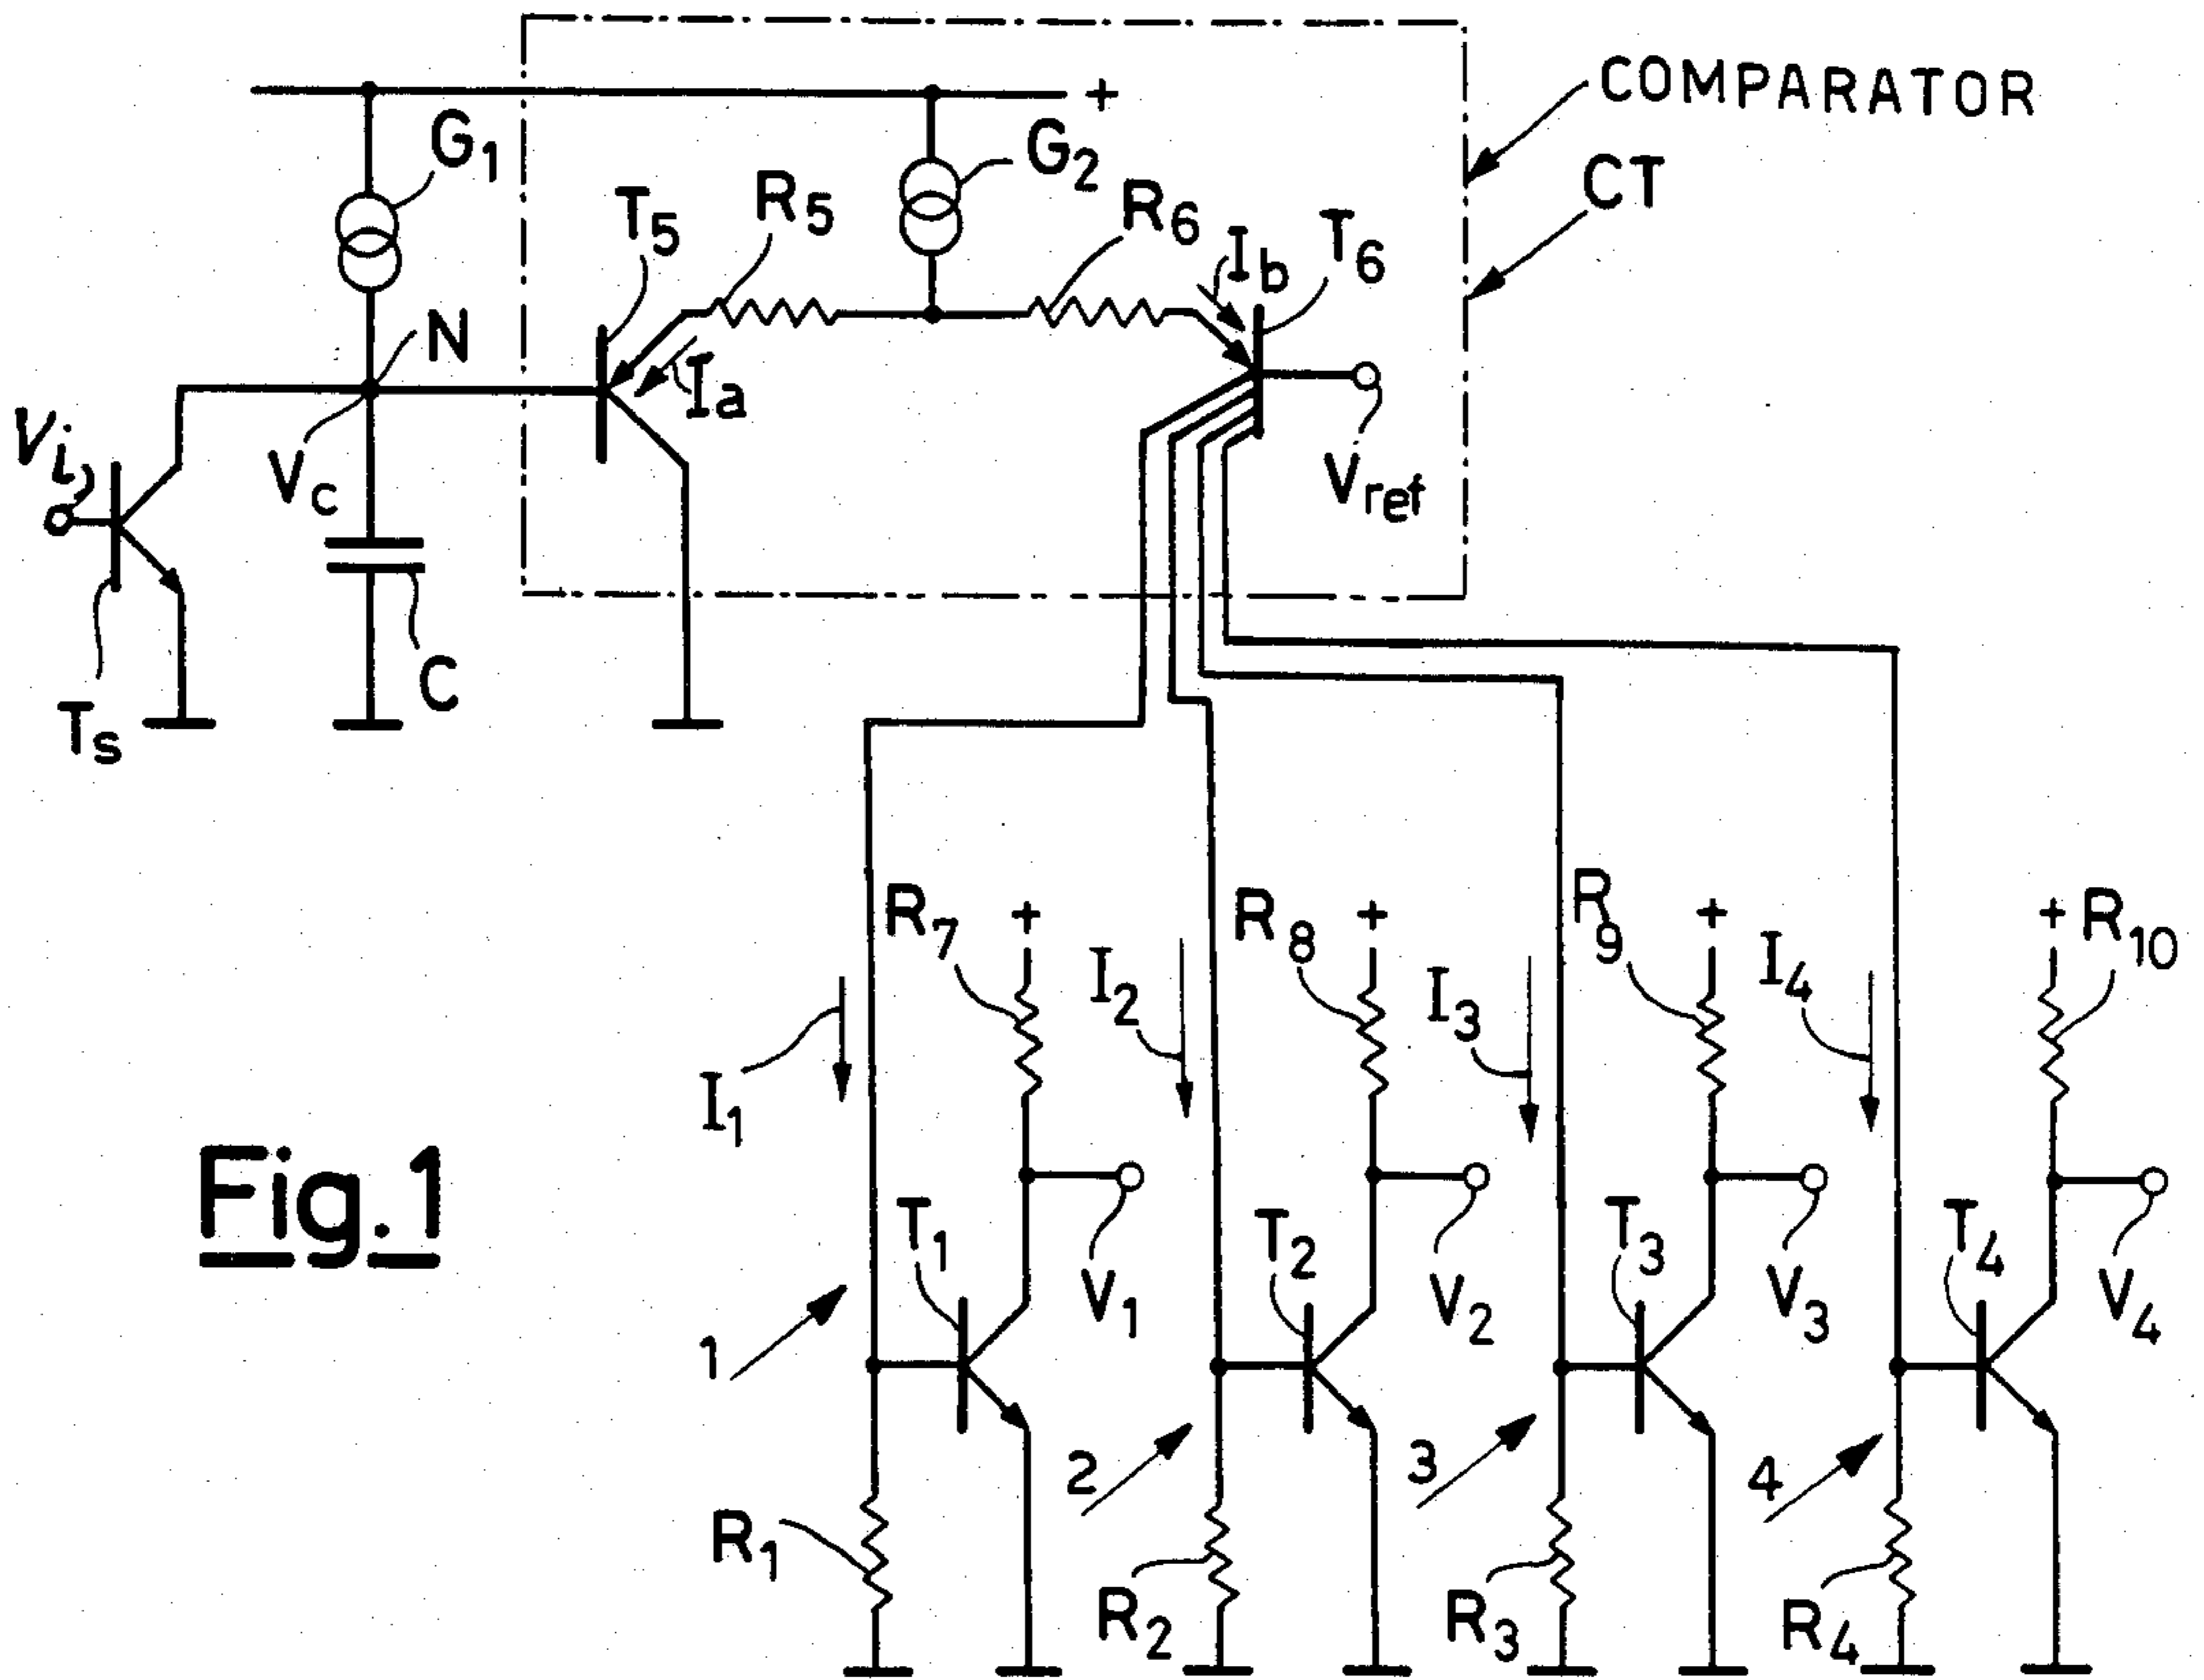 COMPARATOR
CT
+
G1
G2
T5
R5
R6
Ib
T6
N
Ia
Vi
Vc
Vref
C
Ts
R7
+
R8
+
R9
+
+
R10
I1
I2
I3
I4
Fig.1
T1
V1
T2
V2
T3
V3
T4
V4
1
2
3
4
R1
R2
R3
R4